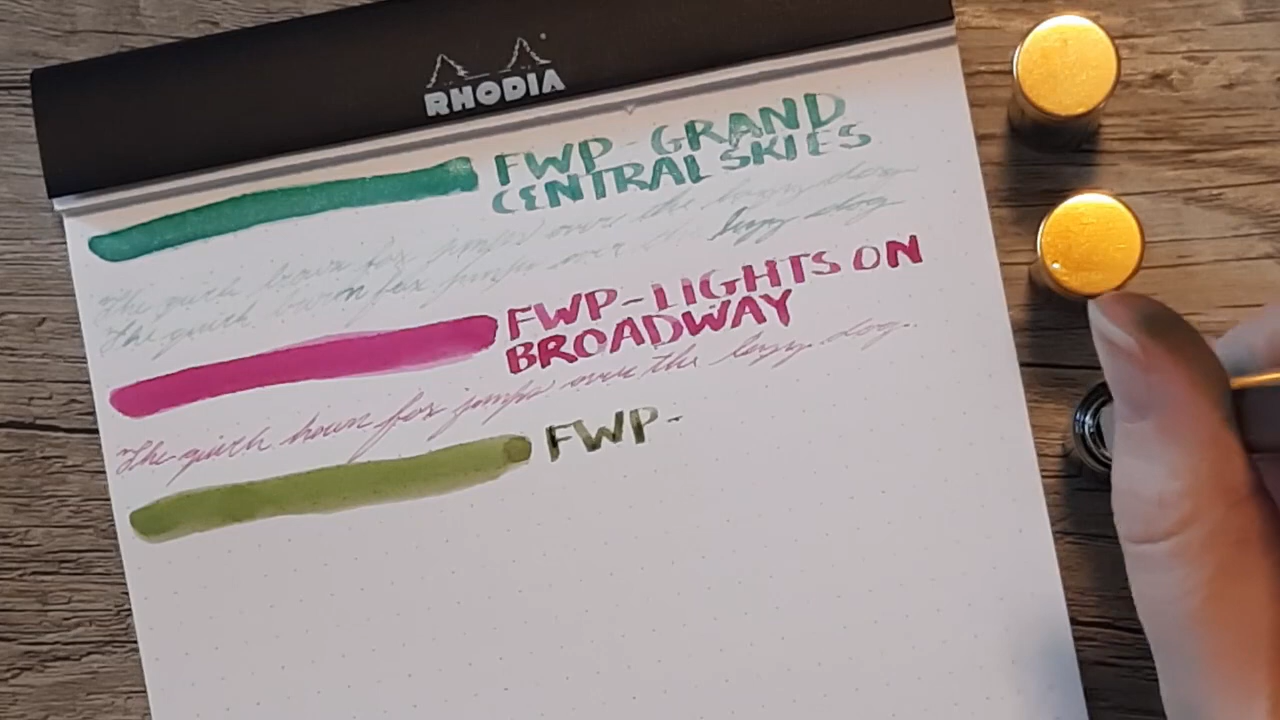 RHODIA
FWP - GRAND
CENTRAL SKIES
The quick brown fox jumps over the lazy dog
The quick brown fox jumps over the lazy dog
FWP - LIGHTS ON
BROADWAY
The quick brown fox jumps over the lazy dog.
FWP -